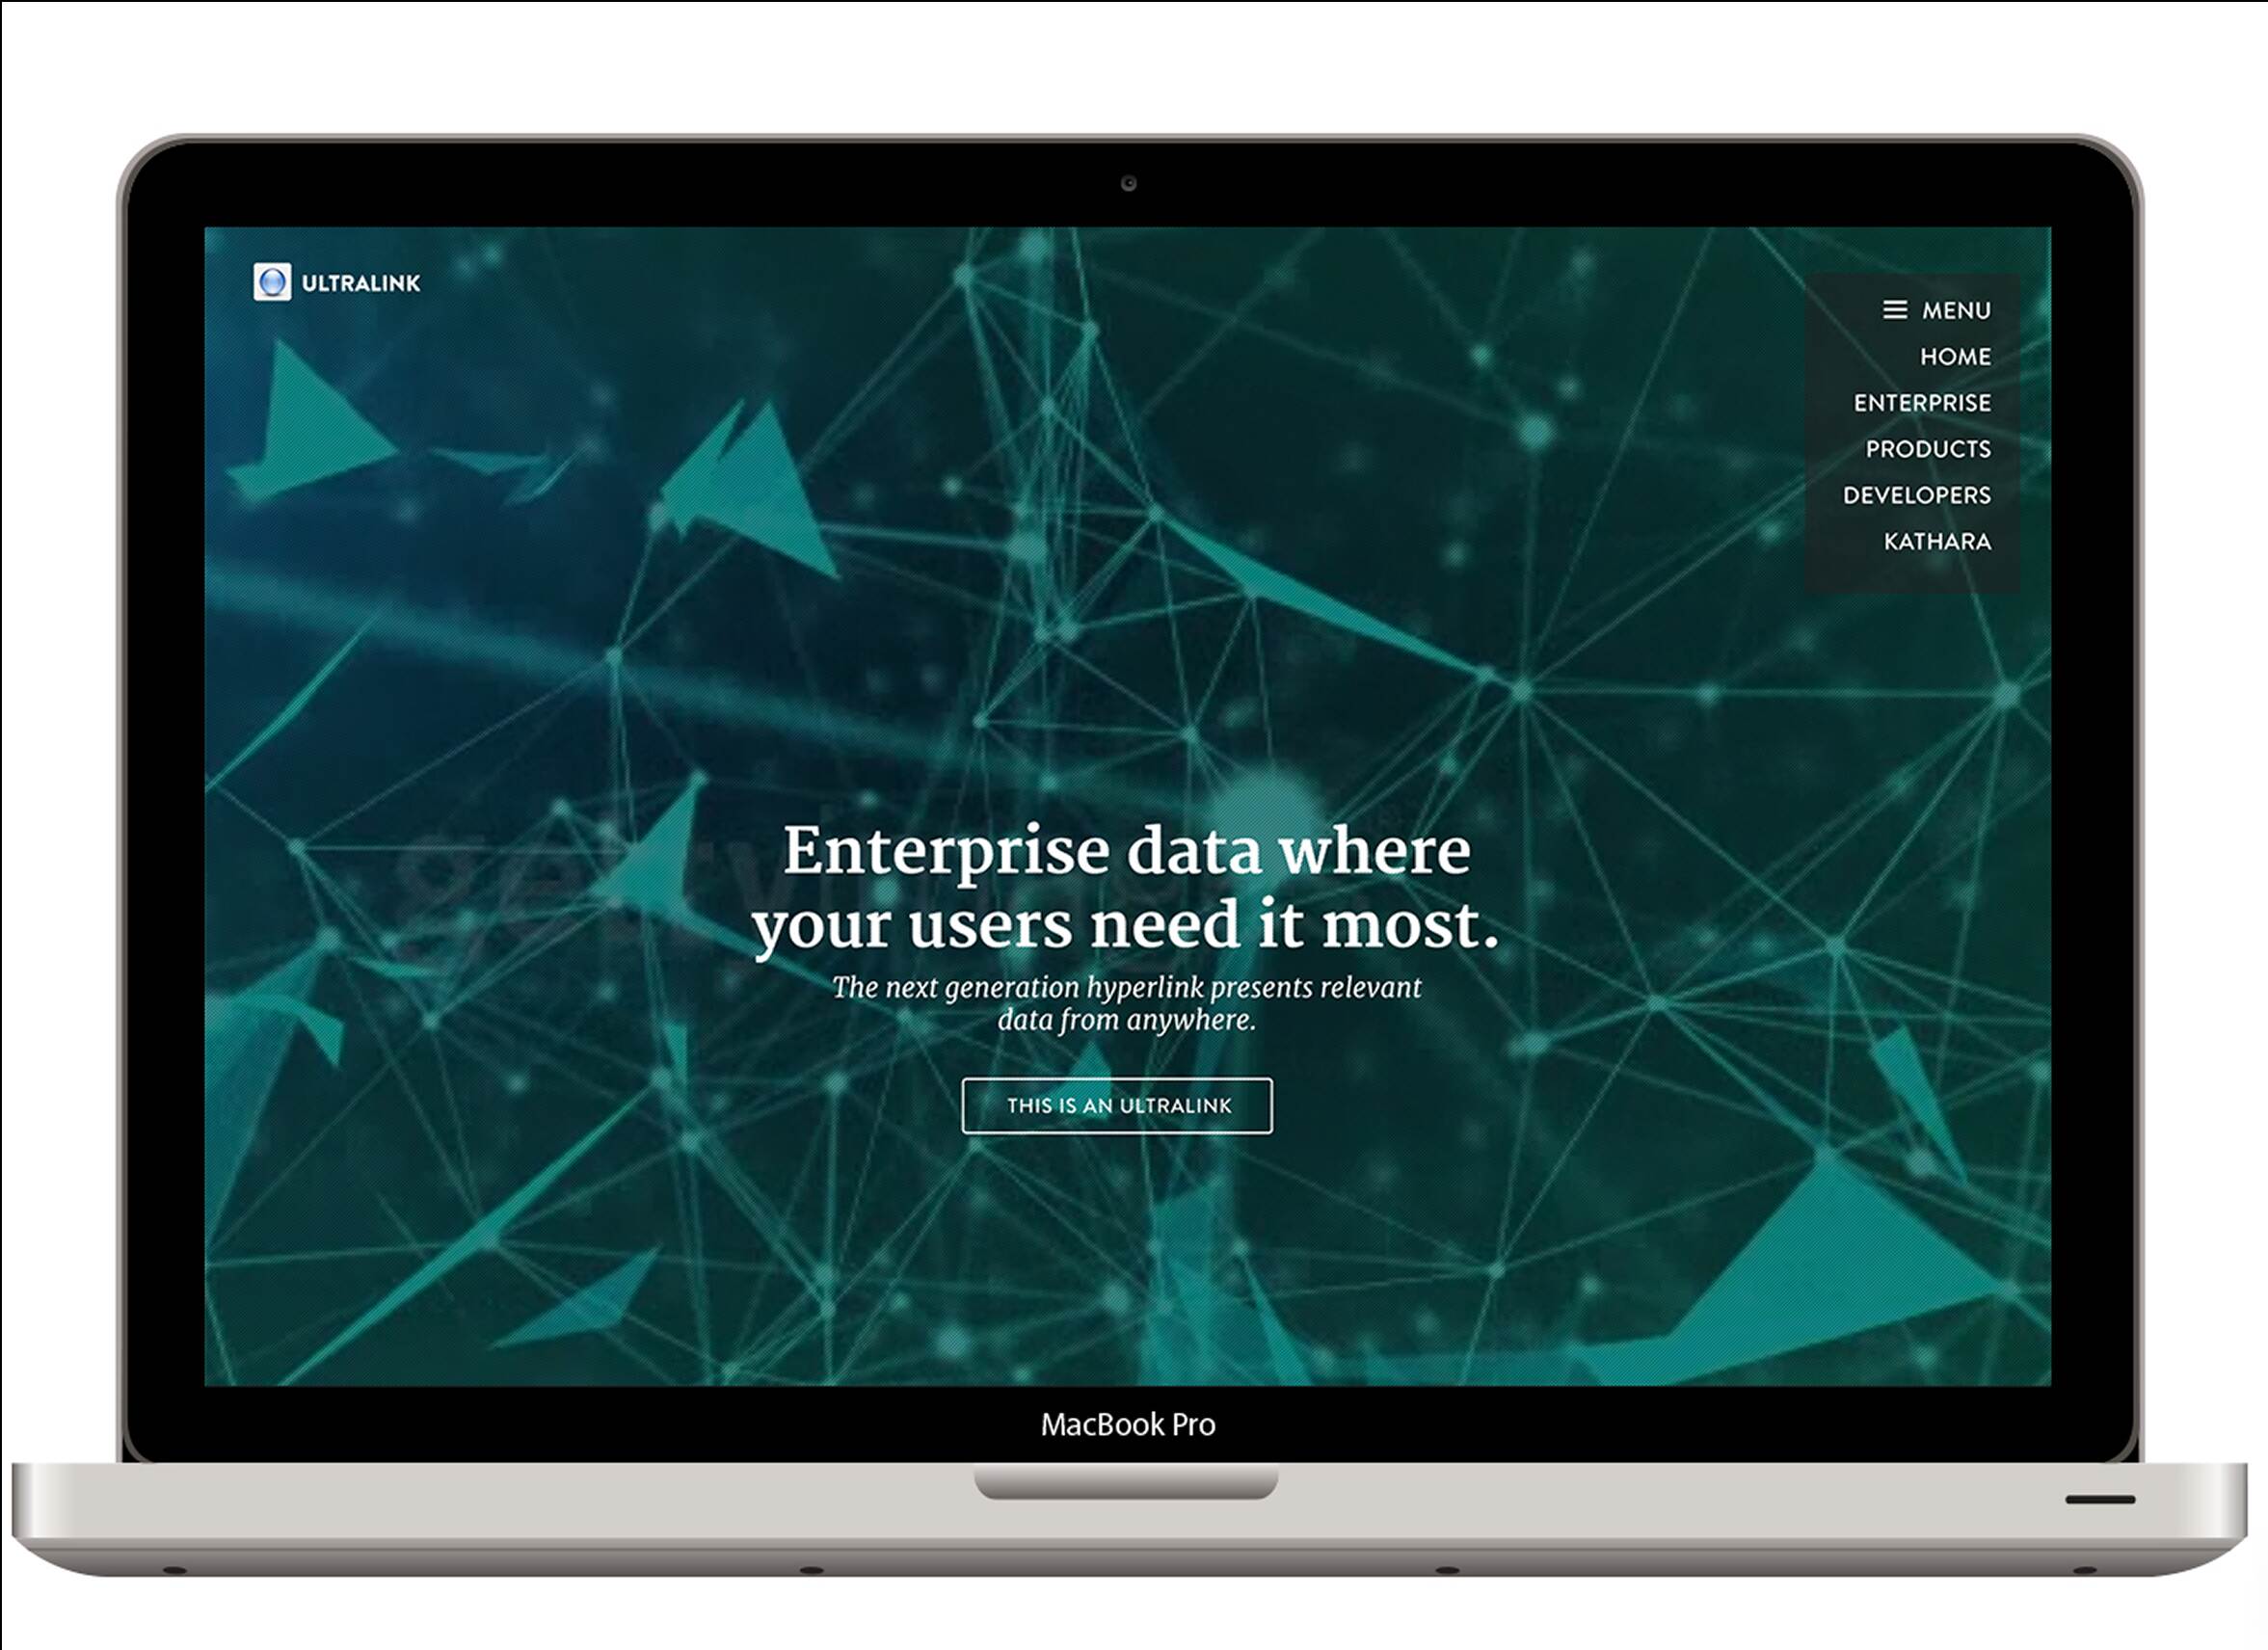 ULTRALINK
MENU
HOME
ENTERPRISE
PRODUCTS
DEVELOPERS
KATHARA
Enterprise data where
your users need it most.
The next generation hyperlink presents relevant
data from anywhere.
THIS IS AN ULTRALINK
MacBook Pro